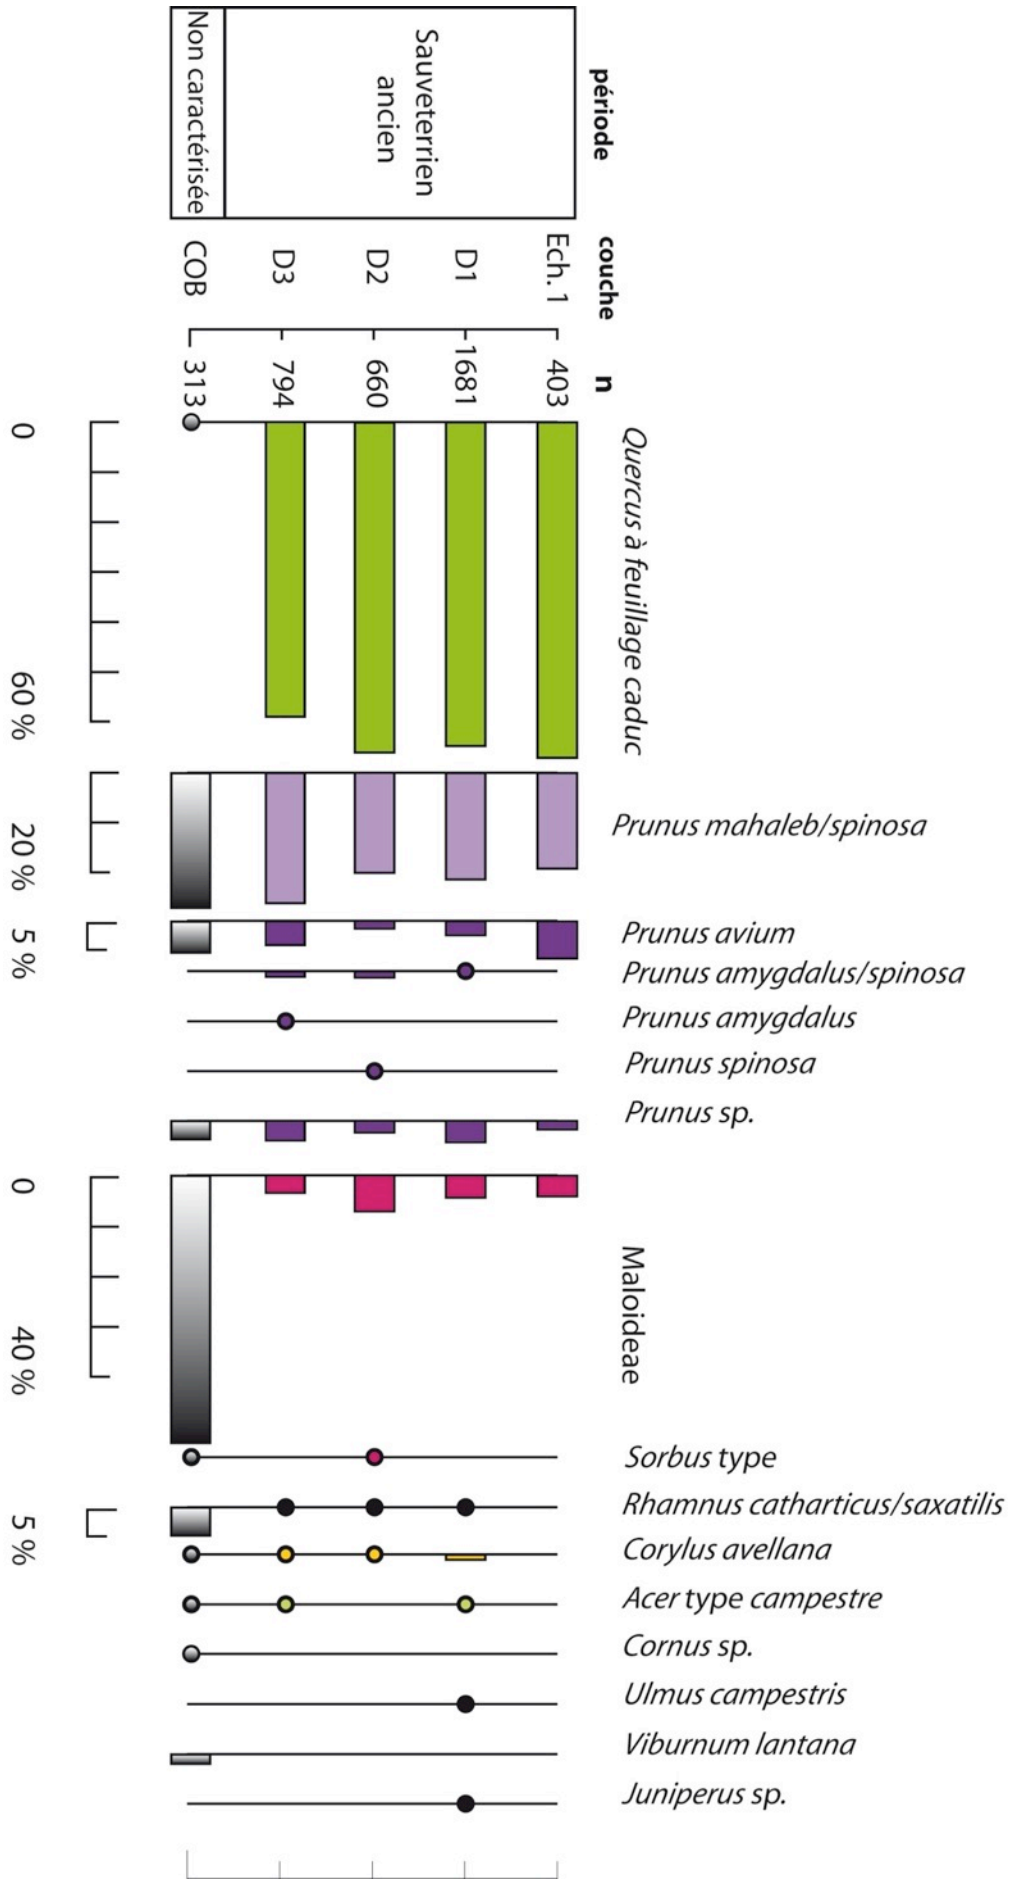 période
Sauveterrien
ancien
Non caractérisée
couche
Ech. 1
D1
D2
D3
COB
n
403
1681
660
794
313
Quercus à feuillage caduc
0
60 %
Prunus mahaleb/spinosa
20 %
Prunus avium
5 %
Prunus amygdalus/spinosa
Prunus amygdalus
Prunus spinosa
Prunus sp.
0
Maloideae
40 %
Sorbus type
Rhamnus catharticus/saxatilis
5 %
Corylus avellana
Acer type campestre
Cornus sp.
Ulmus campestris
Viburnum lantana
Juniperus sp.